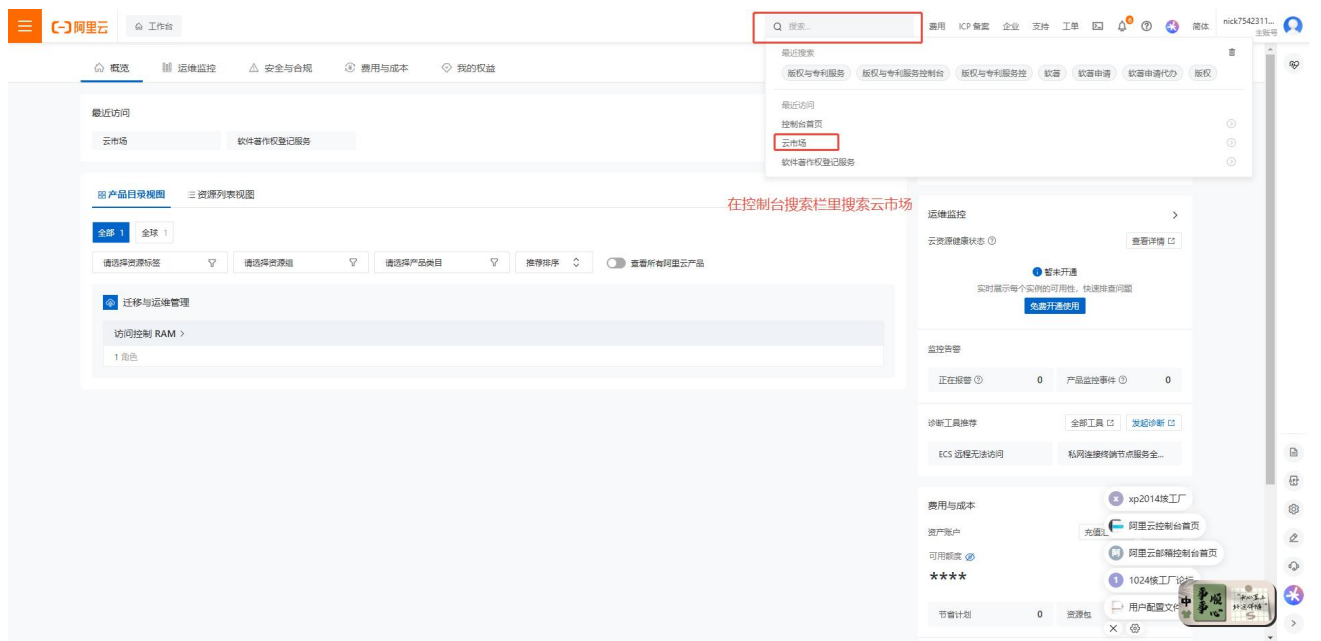 阿里云
工作台
搜索...
费用 ICP 备案 企业 支持 工单 简体
nick7542311...
主账号
概览 运维监控 安全与合规 费用与成本 我的权益
最近搜索
版权与专利服务 版权与专利服务控制台 版权与专利服务控 软著 软著申请 软著申请代办 版权
最近访问
控制台首页
云市场
软件著作权登记服务
最近访问
云市场 软件著作权登记服务
产品目录视图 资源列表视图
在控制台搜索栏里搜索云市场
全部 1 全球 1
请选择资源标签 请选择资源组 请选择产品类目 推荐排序 查看所有阿里云产品
迁移与运维管理
访问控制 RAM >
1 角色
运维监控
云资源健康状态 查看详情
暂未开通
实时展示每个实例的可用性，快速排查问题
免费开通使用
监控告警
正在报警 0 产品监控事件 0
诊断工具推荐 全部工具 发起诊断
ECS 远程无法访问 私网连接终端节点服务全...
费用与成本
资产账户
可用额度
****
节省计划 0 资源包
X xp2014核工厂
阿里云控制台首页
阿 阿里云邮箱控制台首页
1 1024核工厂论坛
用户配置文件
中
事事顺心